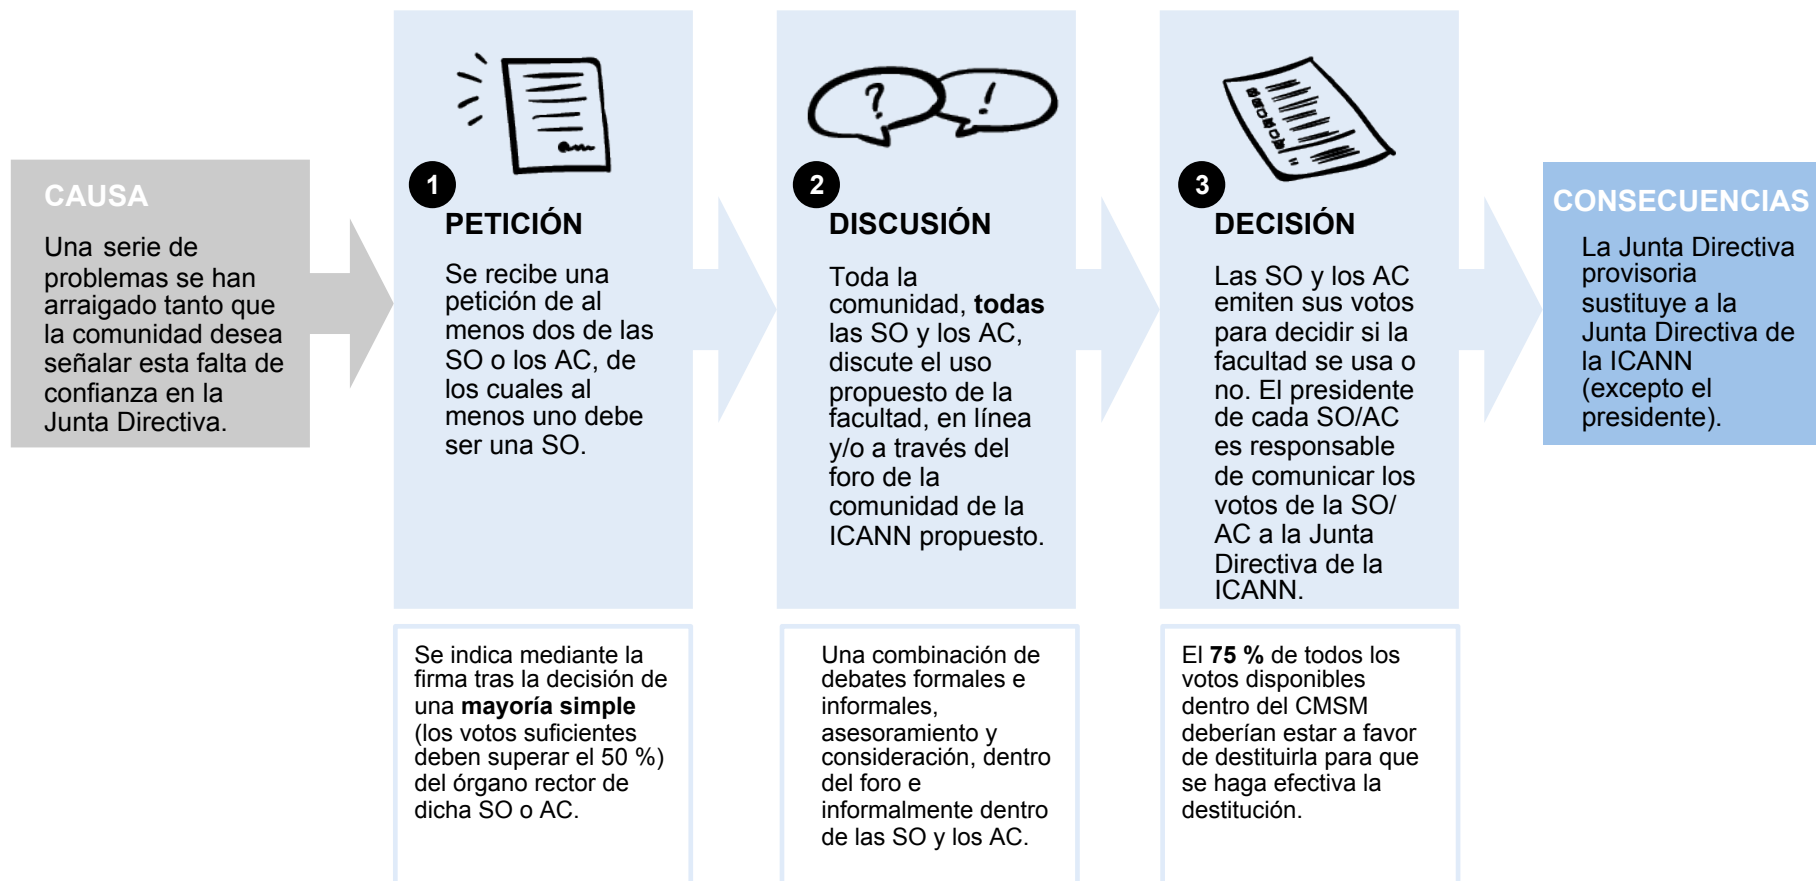 CAUSA
Una serie de
problemas se han
arraigado tanto que
la comunidad desea
señalar esta falta de
confianza en la
Junta Directiva.
1
PETICIÓN
Se recibe una
petición de al
menos dos de las
SO o los AC, de
los cuales al
menos uno debe
ser una SO.
Se indica mediante la
firma tras la decisión de
una mayoría simple
(los votos suficientes
deben superar el 50 %)
del órgano rector de
dicha SO o AC.
2
DISCUSIÓN
Toda la
comunidad, todas
las SO y los AC,
discute el uso
propuesto de la
facultad, en línea
y/o a través del
foro de la
comunidad de la
ICANN propuesto.
Una combinación de
debates formales e
informales,
asesoramiento y
consideración, dentro
del foro e
informalmente dentro
de las SO y los AC.
3
DECISIÓN
Las SO y los AC
emiten sus votos
para decidir si la
facultad se usa o
no. El presidente
de cada SO/AC
es responsable
de comunicar los
votos de la SO/
AC a la Junta
Directiva de la
ICANN.
El 75 % de todos los
votos disponibles
dentro del CMSM
deberían estar a favor
de destituirla para que
se haga efectiva la
destitución.
CONSECUENCIAS
La Junta Directiva
provisoria
sustituye a la
Junta Directiva de
la ICANN
(excepto el
presidente).